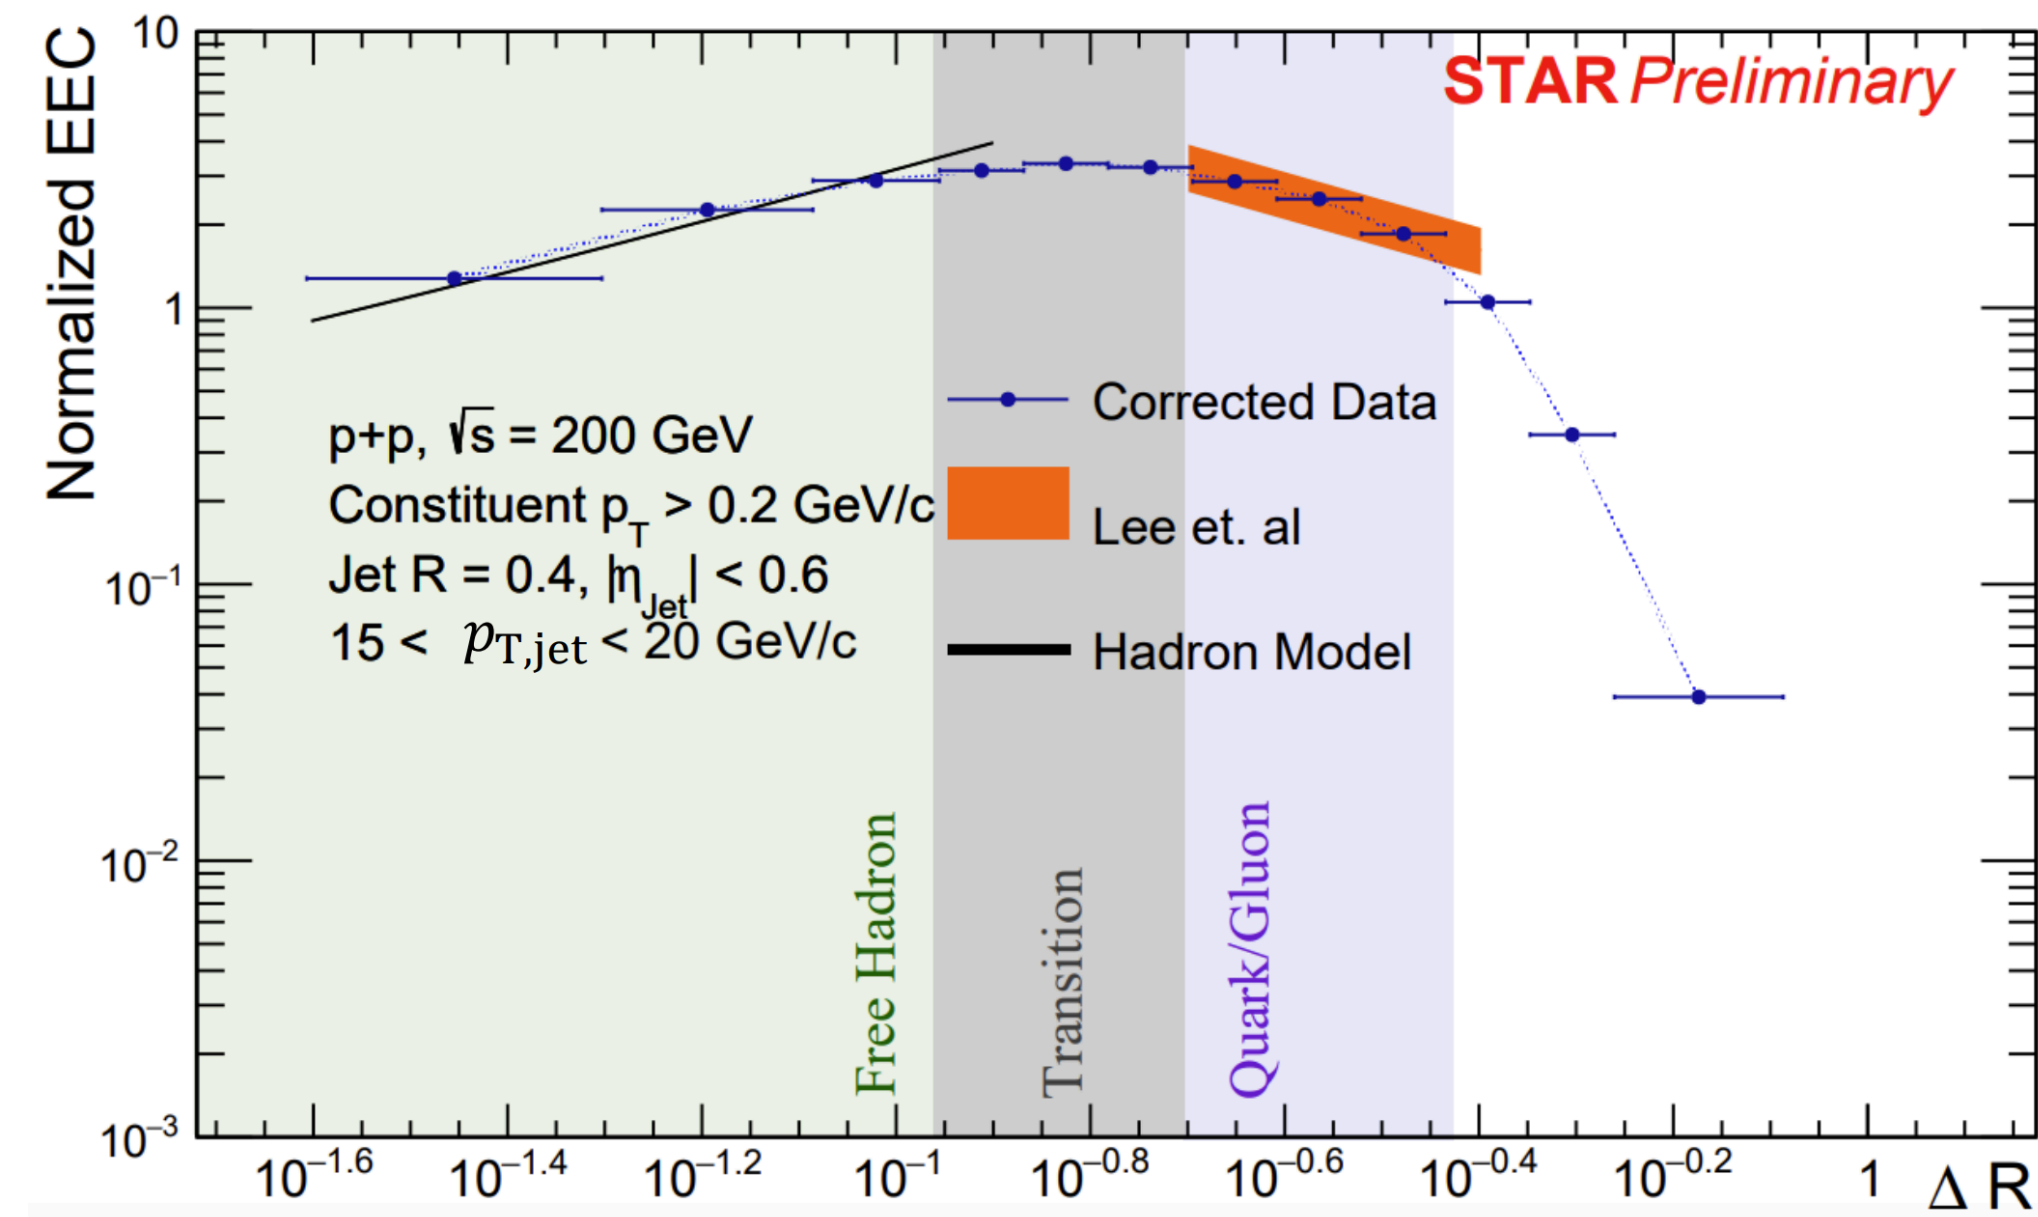 Normalized EEC
10
1
10⁻¹
10⁻²
10⁻³
STAR Preliminary
p+p, √s = 200 GeV
Constituent p_T > 0.2 GeV/c
Jet R = 0.4, |η_Jet| < 0.6
15 < p_T,jet < 20 GeV/c
Corrected Data
Lee et. al
Hadron Model
Free Hadron
Transition
Quark/Gluon
10⁻¹·⁶ 10⁻¹·⁴ 10⁻¹·² 10⁻¹ 10⁻⁰·⁸ 10⁻⁰·⁶ 10⁻⁰·⁴ 10⁻⁰·² 1 Δ R